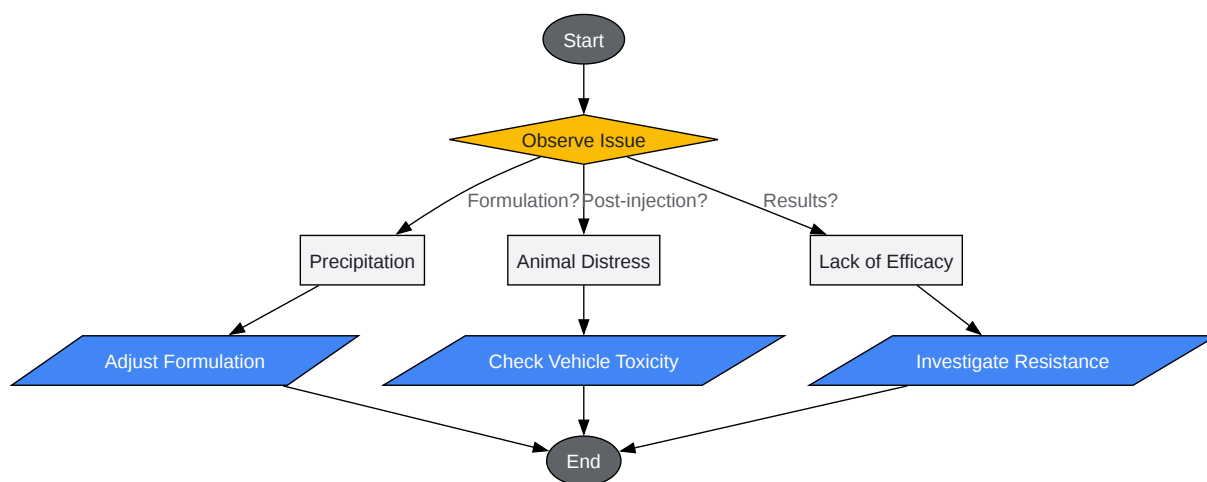 Start
Observe Issue
Formulation?
Post-injection?
Results?
Precipitation
Animal Distress
Lack of Efficacy
Adjust Formulation
Check Vehicle Toxicity
Investigate Resistance
End